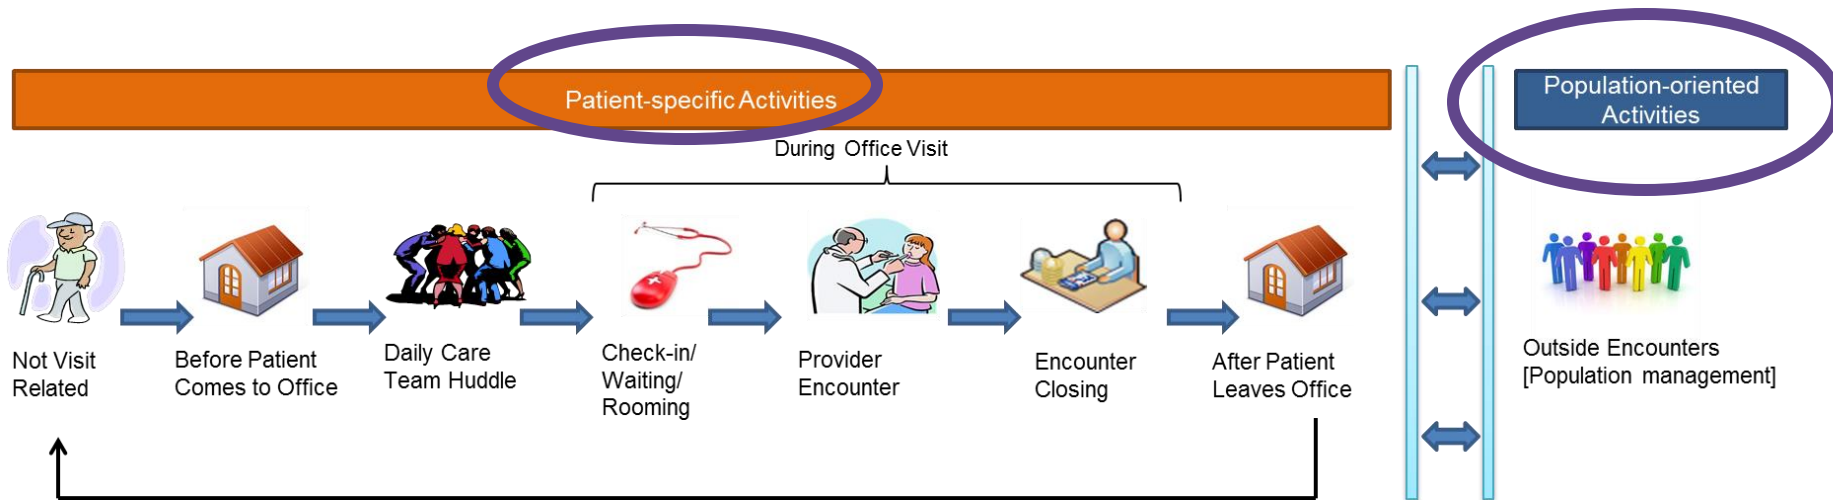 Patient-specific Activities
Population-oriented
Activities
During Office Visit
Not Visit
Related
Before Patient
Comes to Office
Daily Care
Team Huddle
Check-in/
Waiting/
Rooming
Provider
Encounter
Encounter
Closing
After Patient
Leaves Office
Outside Encounters
[Population management]